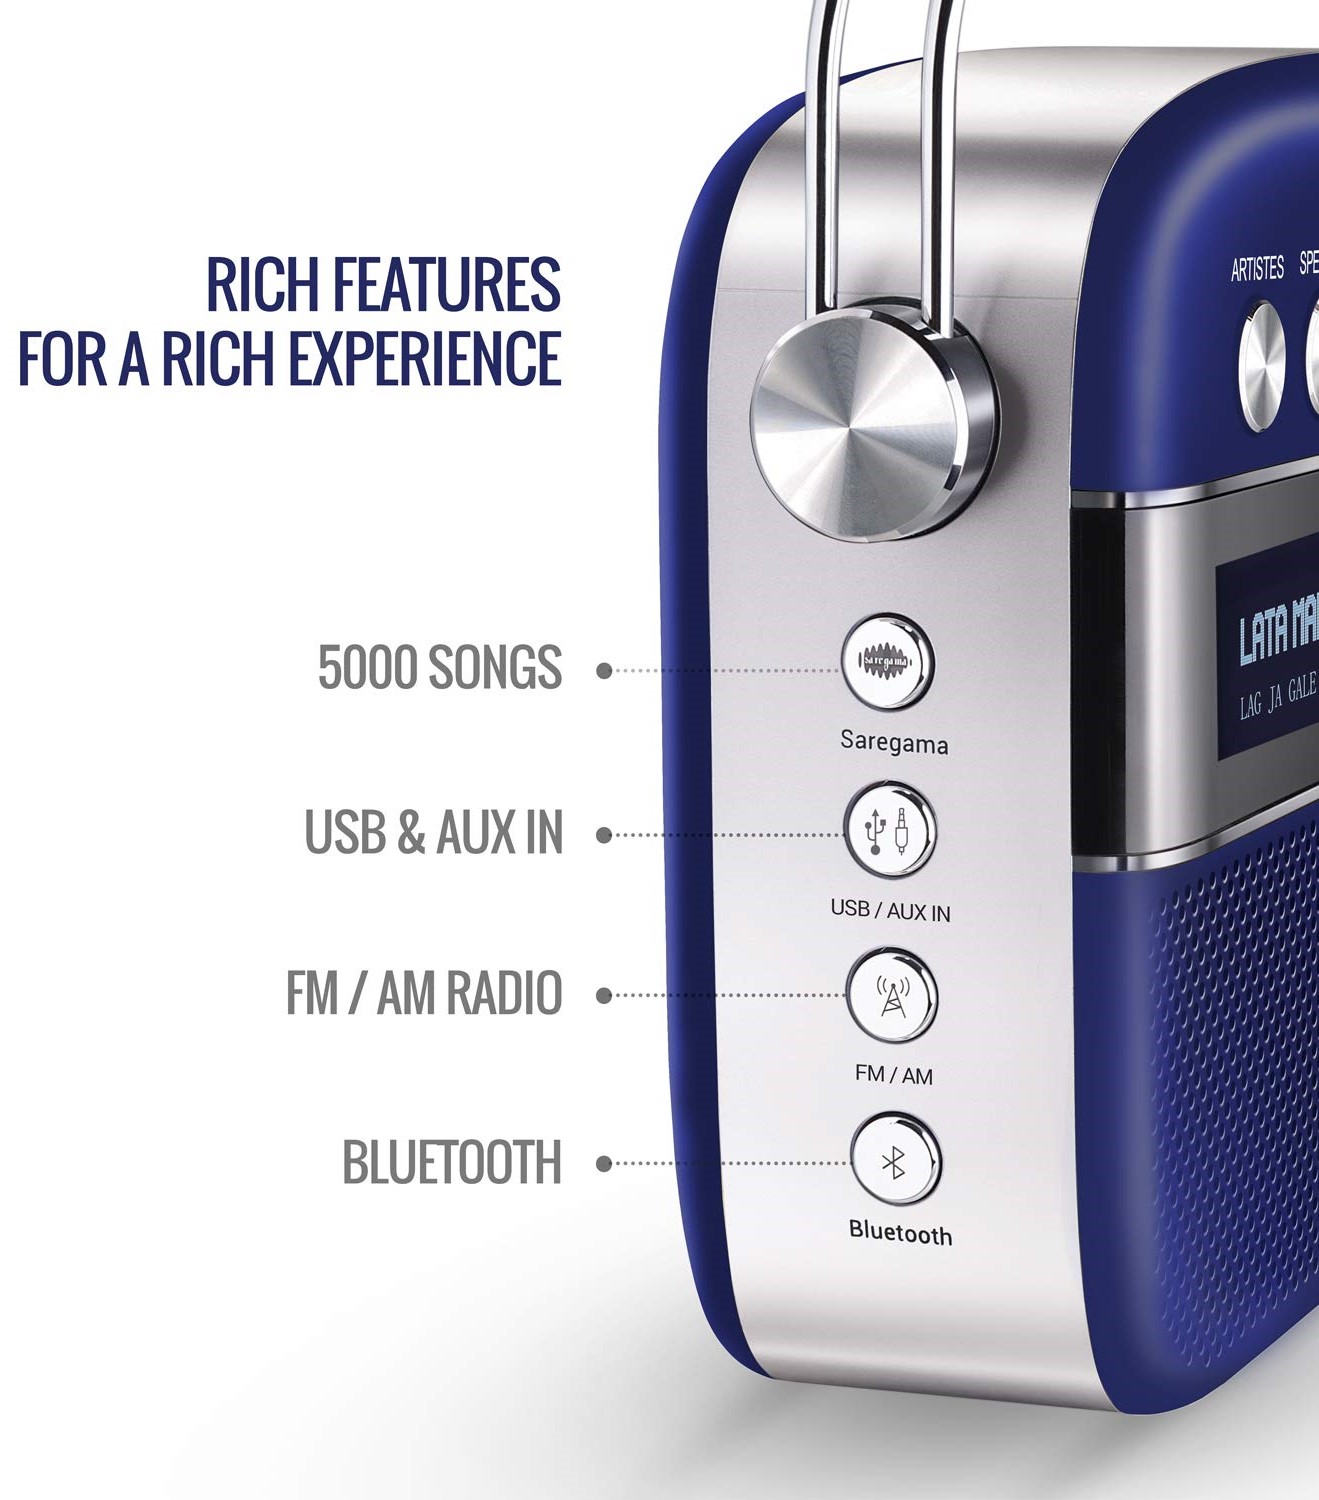 RICH FEATURES
FOR A RICH EXPERIENCE
ARTISTES
LATA
LAG JA GALE
5000 SONGS
saregama
Saregama
USB & AUX IN
USB / AUX IN
FM / AM RADIO
FM / AM
BLUETOOTH
Bluetooth